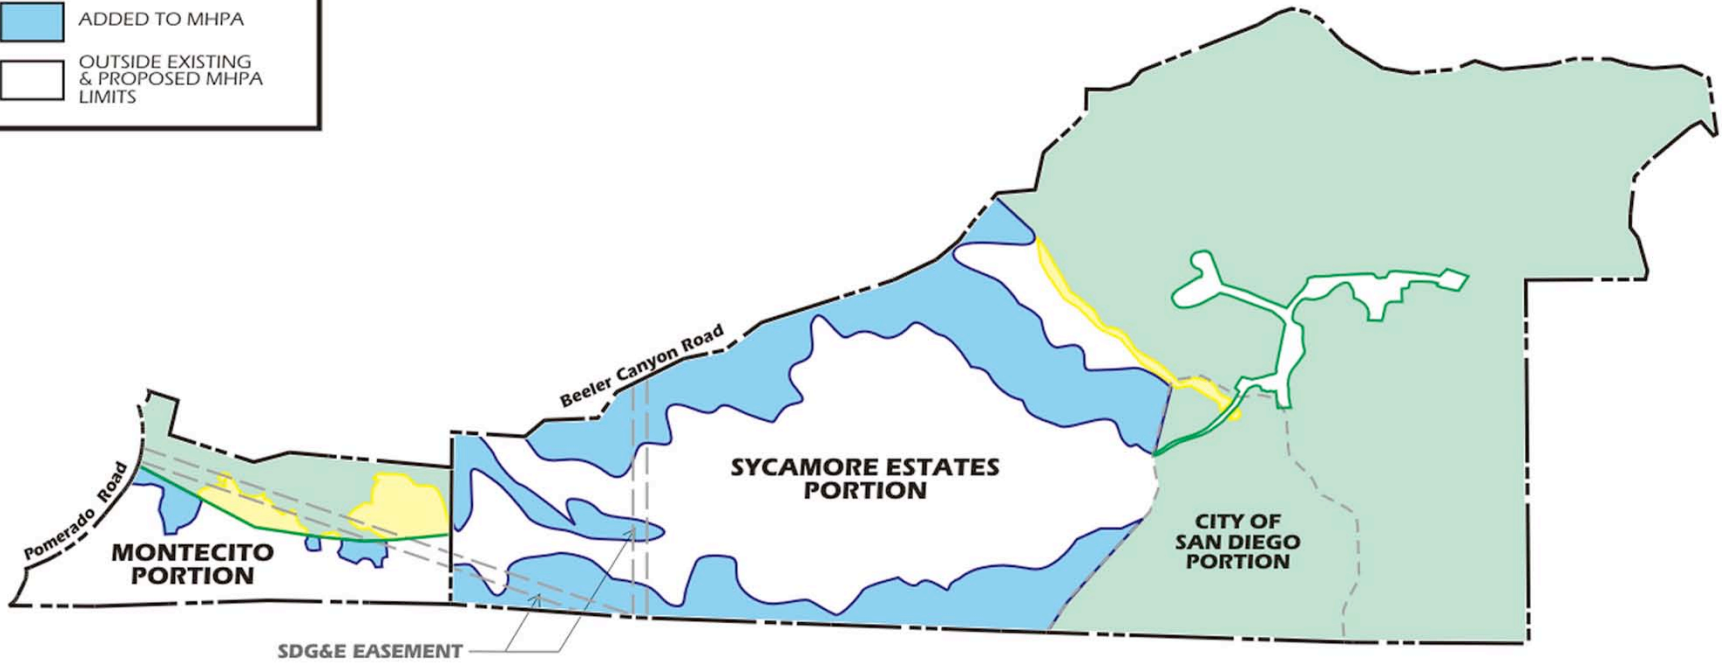 ADDED TO MHPA
OUTSIDE EXISTING
& PROPOSED MHPA
LIMITS
Beeler Canyon Road
Pomerado Road
SYCAMORE ESTATES
PORTION
MONTECITO
PORTION
CITY OF
SAN DIEGO
PORTION
SDG&E EASEMENT